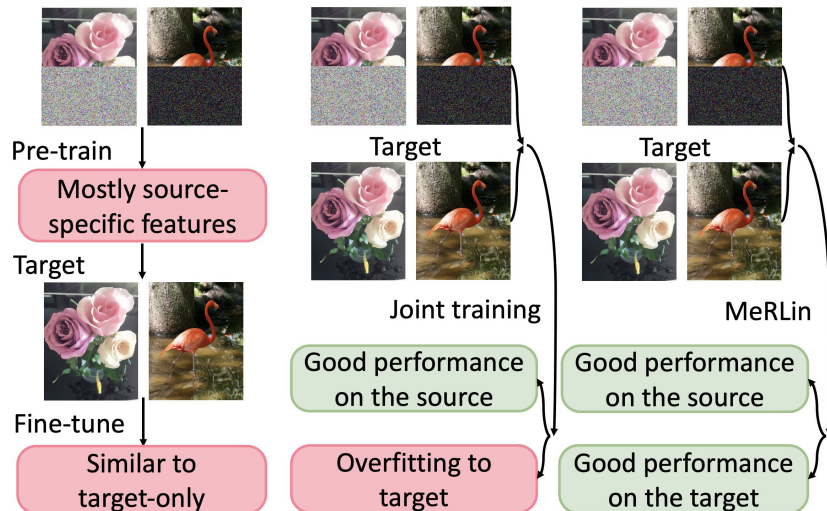 Pre-train
Mostly source-
specific features
Target
Fine-tune
Similar to
target-only
Target
Joint training
Good performance
on the source
Overfitting to
target
Target
MeRLin
Good performance
on the source
Good performance
on the target